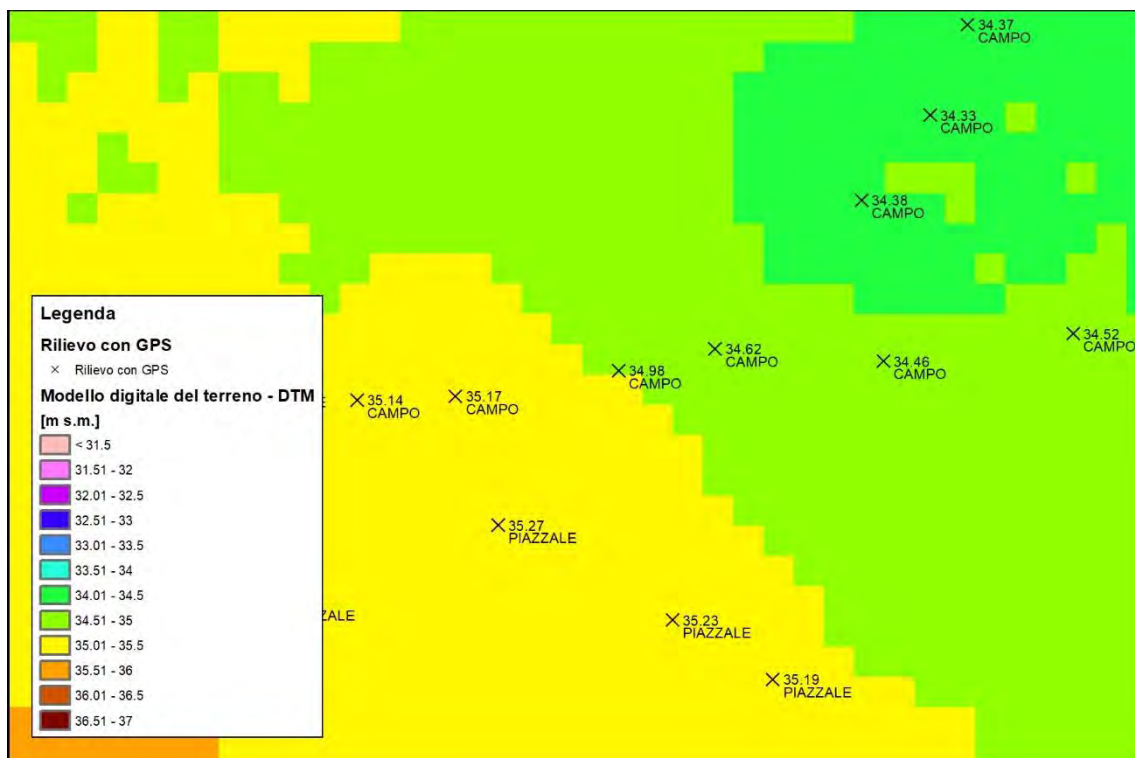 34.37
CAMPO
34.33
CAMPO
34.38
CAMPO
34.52
CAMPO
34.62
CAMPO
34.46
CAMPO
34.98
CAMPO
35.14
CAMPO
35.17
CAMPO
35.27
PIAZZALE
35.23
PIAZZALE
35.19
PIAZZALE
ZALE
E
Legenda
Rilievo con GPS
Rilievo con GPS
Modello digitale del terreno - DTM
[m s.m.]
< 31.5
31.51 - 32
32.01 - 32.5
32.51 - 33
33.01 - 33.5
33.51 - 34
34.01 - 34.5
34.51 - 35
35.01 - 35.5
35.51 - 36
36.01 - 36.5
36.51 - 37